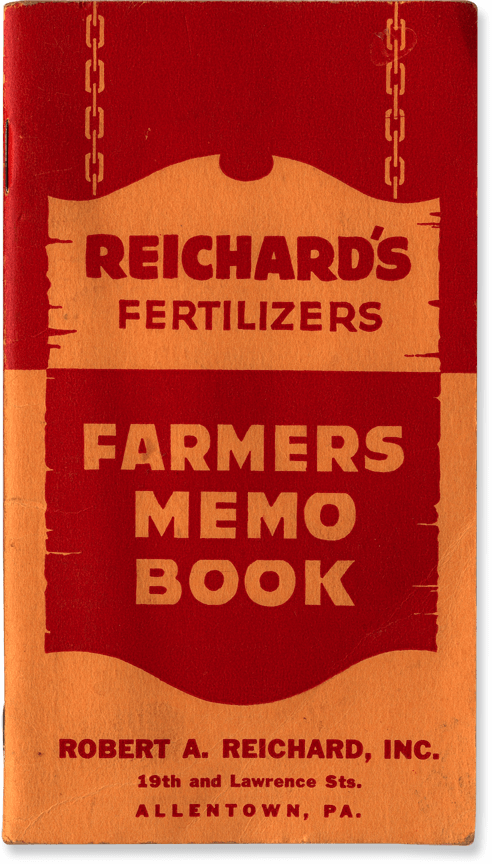 REICHARD'S
FERTILIZERS
FARMERS
MEMO
BOOK
ROBERT A. REICHARD, INC.
19th and Lawrence Sts.
ALLENTOWN, PA.